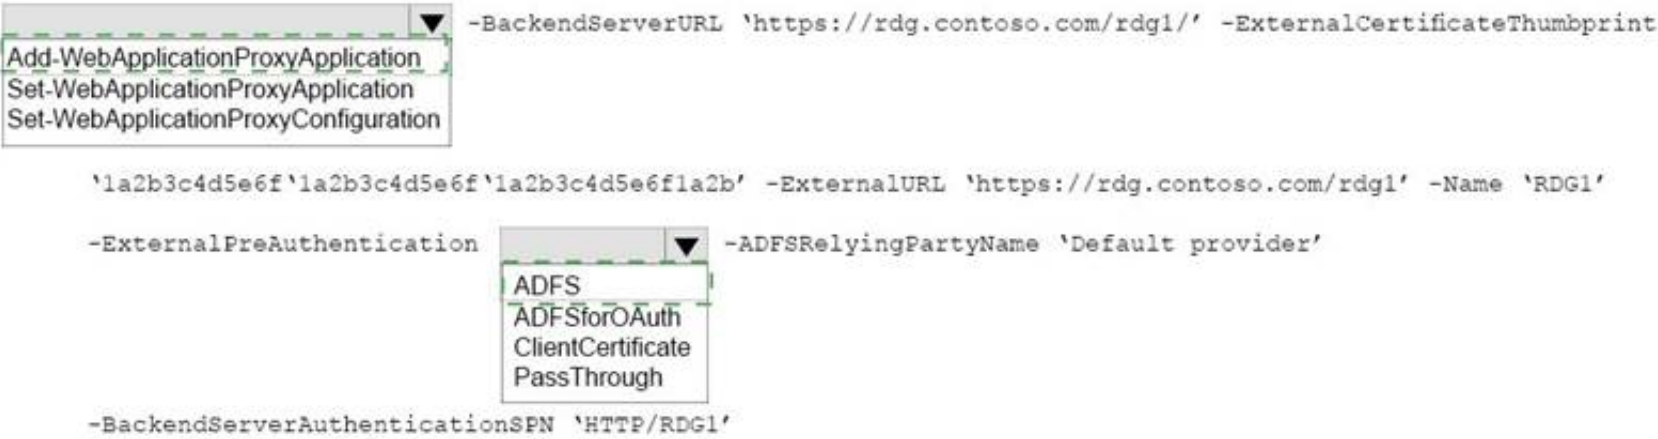 -BackendServerURL ‘https://rdg.contoso.com/rdg1/’ -ExternalCertificateThumbprint
Add-WebApplicationProxyApplication
Set-WebApplicationProxyApplication
Set-WebApplicationProxyConfiguration
‘1a2b3c4d5e6f‘1a2b3c4d5e6f‘1a2b3c4d5e6f1a2b’ -ExternalURL ‘https://rdg.contoso.com/rdg1’ -Name ‘RDG1’
-ExternalPreAuthentication -ADFSRelyingPartyName ‘Default provider’
ADFS
ADFSforOAuth
ClientCertificate
PassThrough
-BackendServerAuthenticationSPN ‘HTTP/RDG1’